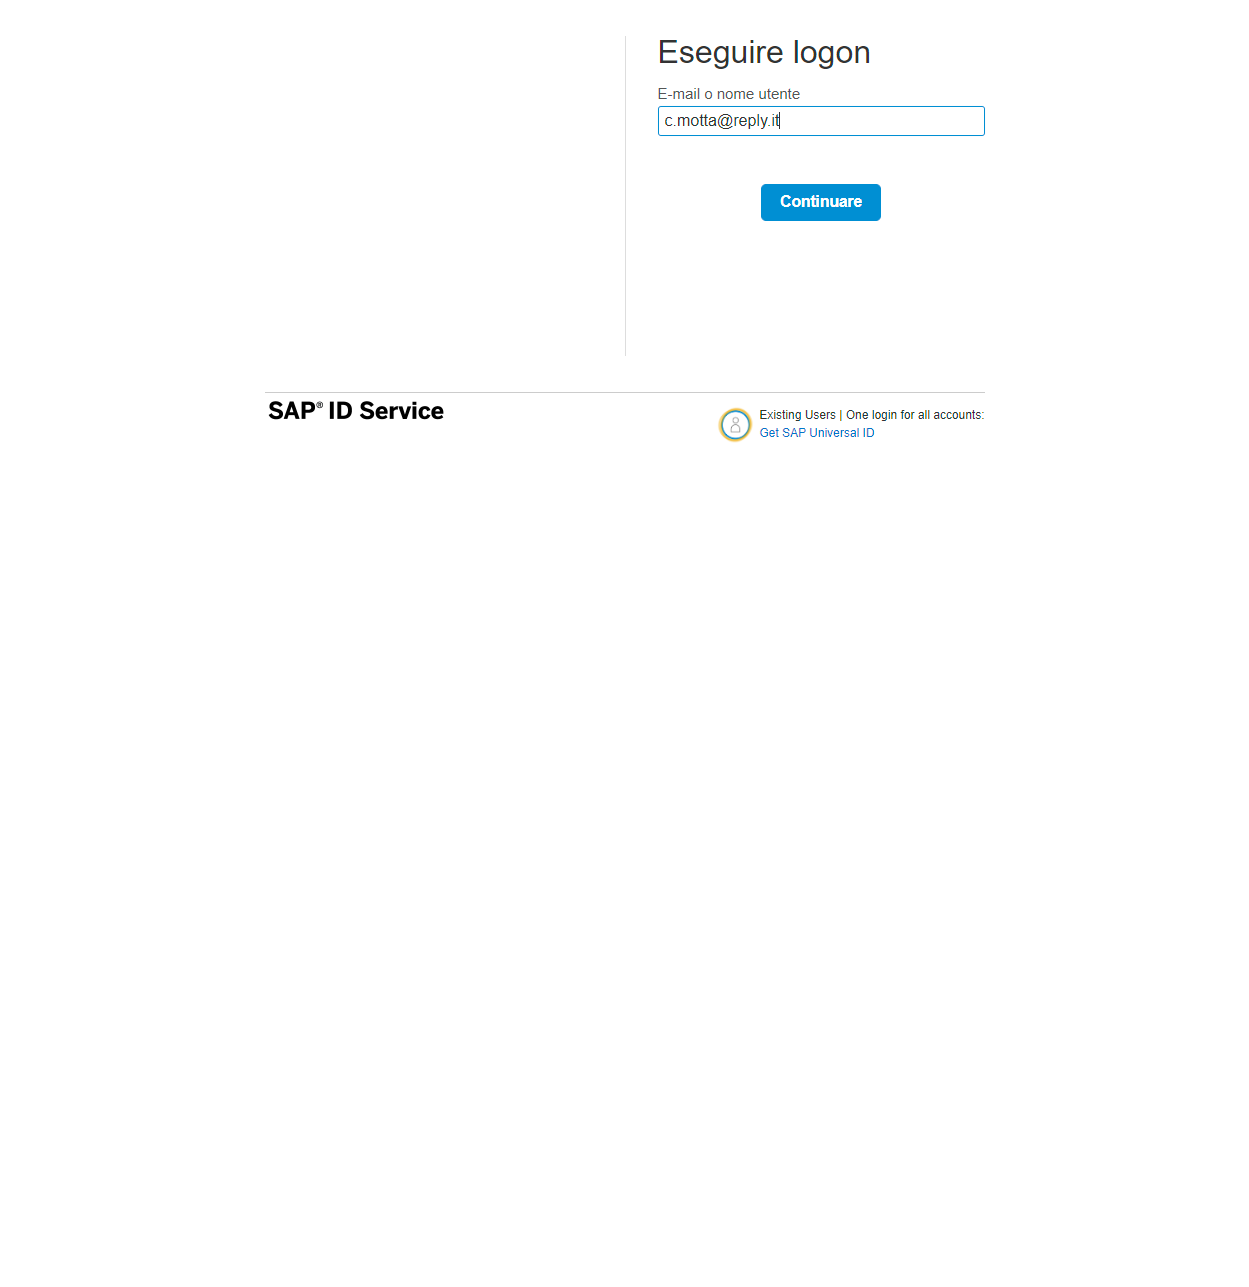 Eseguire logon
E-mail o nome utente
c.motta@reply.it
Continuare
SAP® ID Service
Existing Users | One login for all accounts:
Get SAP Universal ID